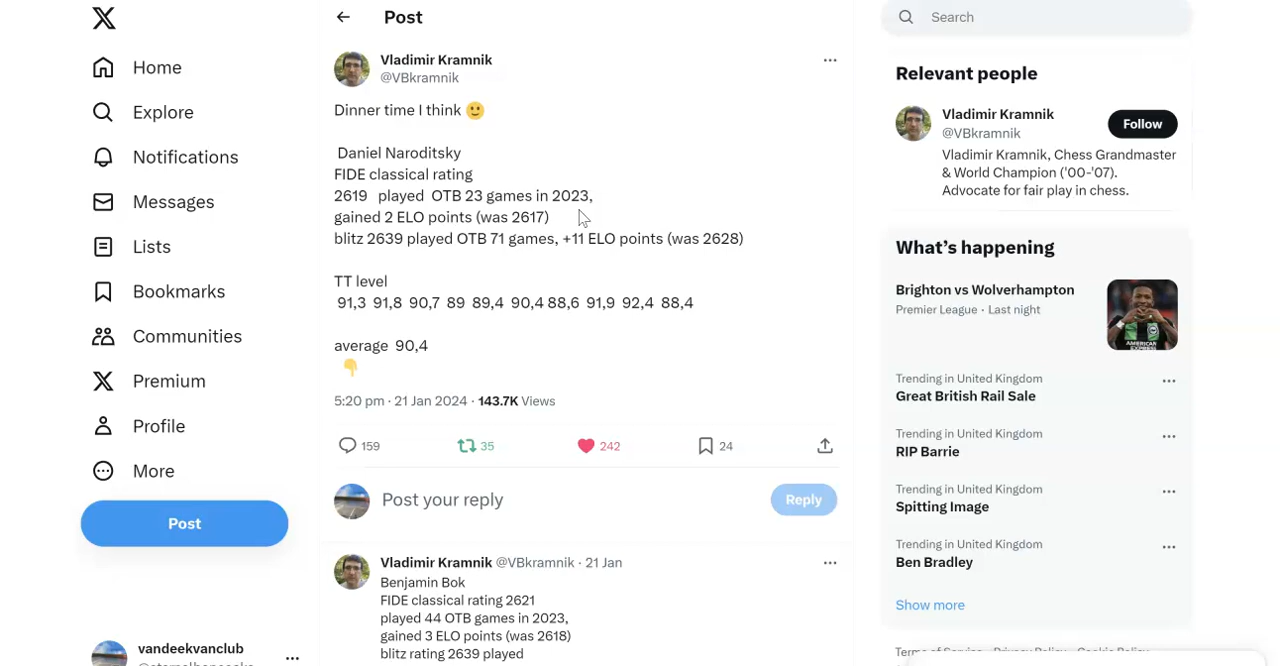 Home
Explore
Notifications
Messages
Lists
Bookmarks
Communities
Premium
Profile
More
Post
vandeekvanclub
Post
Vladimir Kramnik
@VBkramnik
Dinner time I think 🙂
Daniel Naroditsky
FIDE classical rating
2619 played OTB 23 games in 2023,
gained 2 ELO points (was 2617)
blitz 2639 played OTB 71 games, +11 ELO points (was 2628)
TT level
91,3 91,8 90,7 89 89,4 90,4 88,6 91,9 92,4 88,4
average 90,4
👇
5:20 pm · 21 Jan 2024 · 143.7K Views
159 35 242 24
Post your reply
Reply
Vladimir Kramnik @VBkramnik · 21 Jan
Benjamin Bok
FIDE classical rating 2621
played 44 OTB games in 2023,
gained 3 ELO points (was 2618)
blitz rating 2639 played
Search
Relevant people
Vladimir Kramnik
@VBkramnik
Follow
Vladimir Kramnik, Chess Grandmaster
& World Champion ('00-'07).
Advocate for fair play in chess.
What's happening
Brighton vs Wolverhampton
Premier League · Last night
AMERICAN
EXPRESS
Trending in United Kingdom
Great British Rail Sale
Trending in United Kingdom
RIP Barrie
Trending in United Kingdom
Spitting Image
Trending in United Kingdom
Ben Bradley
Show more
Terms of Service Privacy Policy Cookie Policy